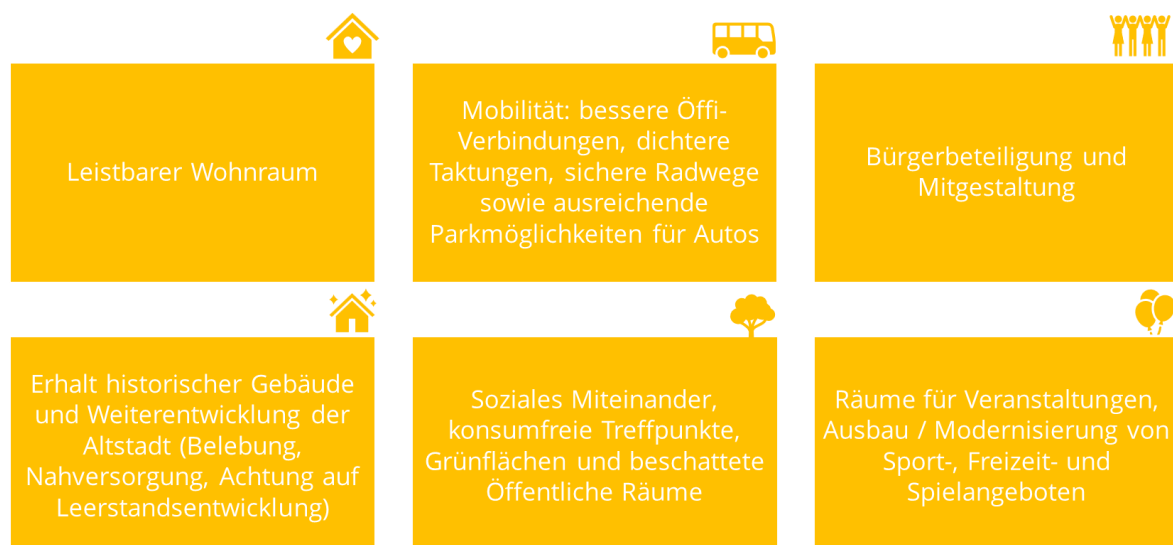 Leistbarer Wohnraum
Mobilität: bessere Öffi-
Verbindungen, dichtere
Taktungen, sichere Radwege
sowie ausreichende
Parkmöglichkeiten für Autos
Bürgerbeteiligung und
Mitgestaltung
Erhalt historischer Gebäude
und Weiterentwicklung der
Altstadt (Belebung,
Nahversorgung, Achtung auf
Leerstandsentwicklung)
Soziales Miteinander,
konsumfreie Treffpunkte,
Grünflächen und beschattete
Öffentliche Räume
Räume für Veranstaltungen,
Ausbau / Modernisierung von
Sport-, Freizeit- und
Spielangeboten